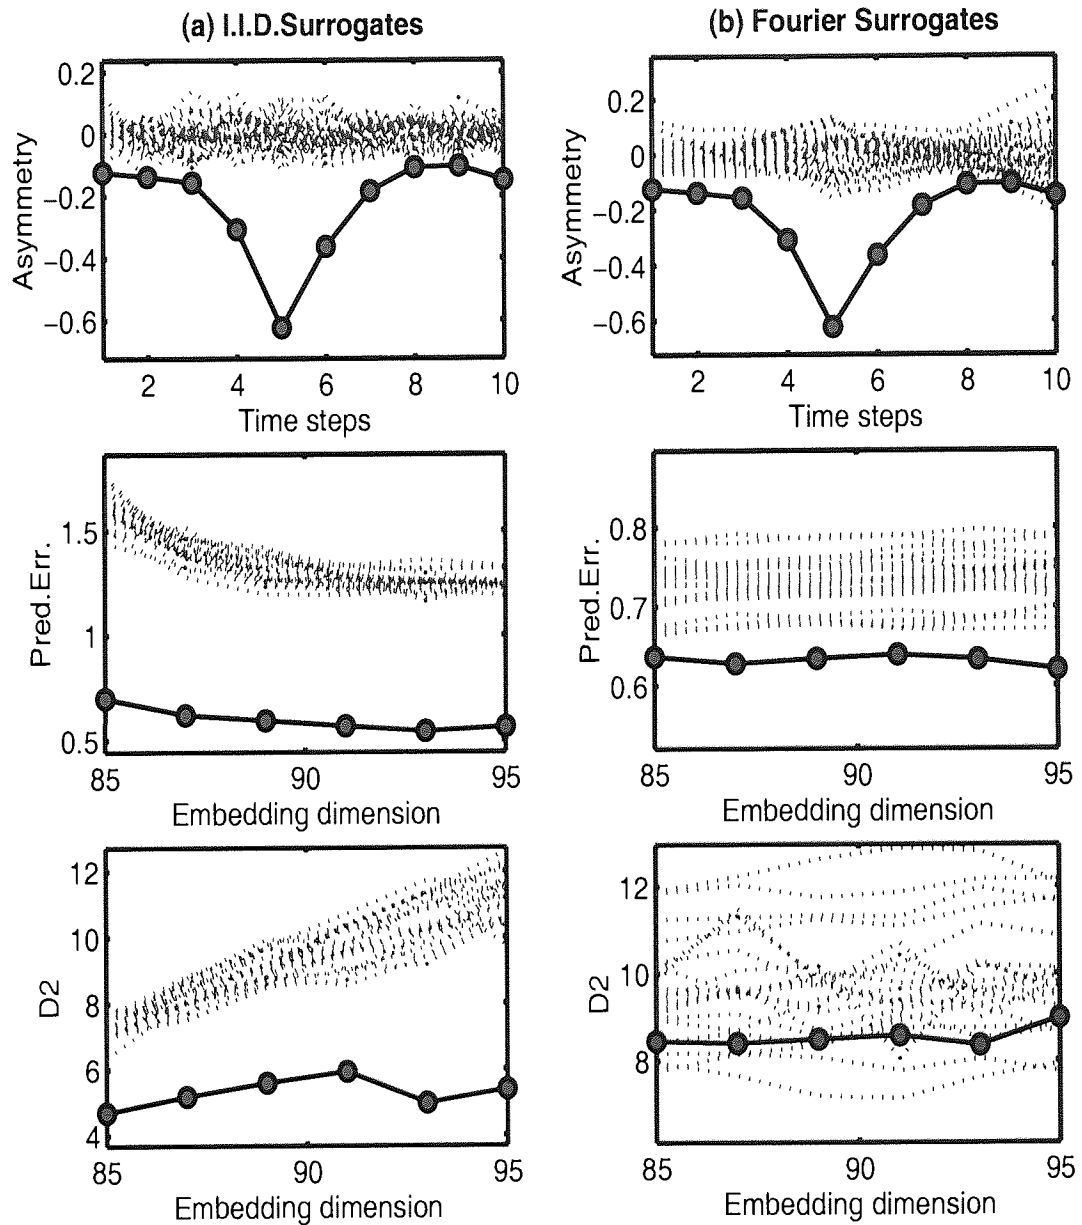 (a) I.I.D.Surrogates
(b) Fourier Surrogates
Asymmetry
0.2
0
−0.2
−0.4
−0.6
2 4 6 8 10
Time steps
Asymmetry
0.2
0
−0.2
−0.4
−0.6
2 4 6 8 10
Time steps
Pred.Err.
1.5
1
0.5
85 90 95
Embedding dimension
Pred.Err.
0.8
0.7
0.6
85 90 95
Embedding dimension
D2
12
10
8
6
4
85 90 95
Embedding dimension
D2
12
10
8
85 90 95
Embedding dimension